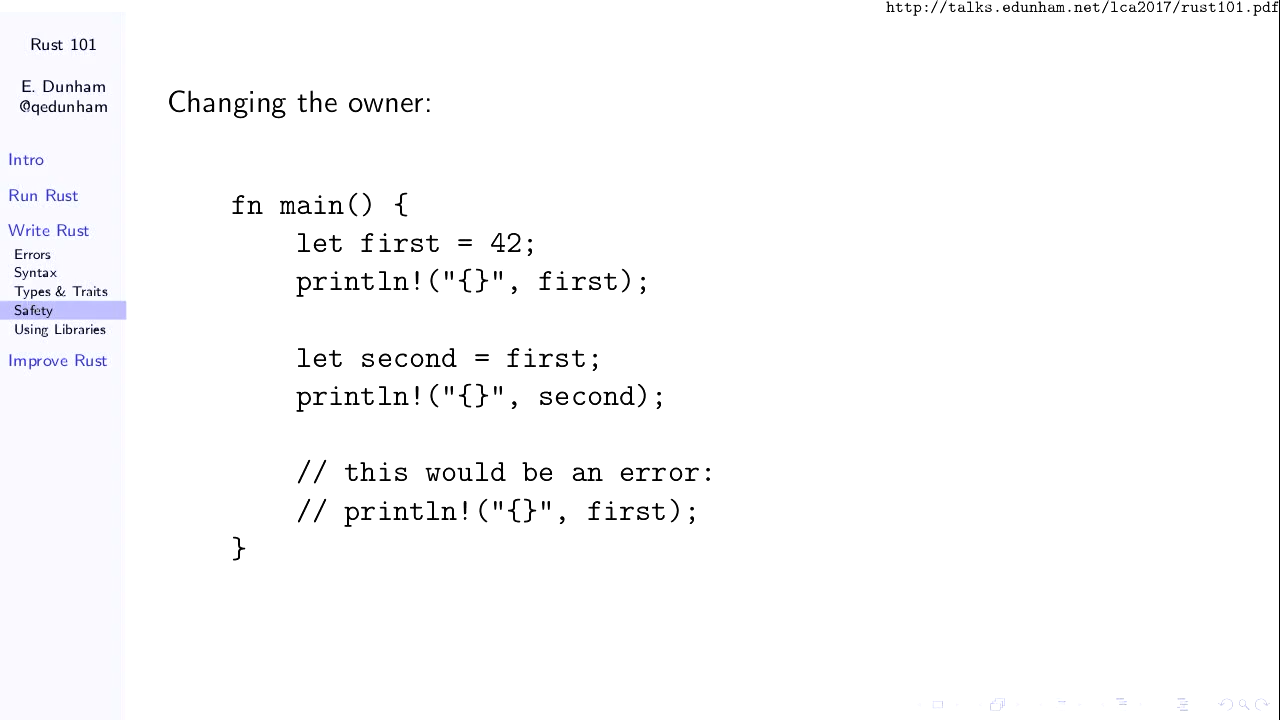 http://talks.edunham.net/lca2017/rust101.pdf
Rust 101
E. Dunham
@qedunham
Intro
Run Rust
Write Rust
Errors
Syntax
Types & Traits
Safety
Using Libraries
Improve Rust
Changing the owner:
fn main() {
    let first = 42;
    println!("{}", first);

    let second = first;
    println!("{}", second);

    // this would be an error:
    // println!("{}", first);
}